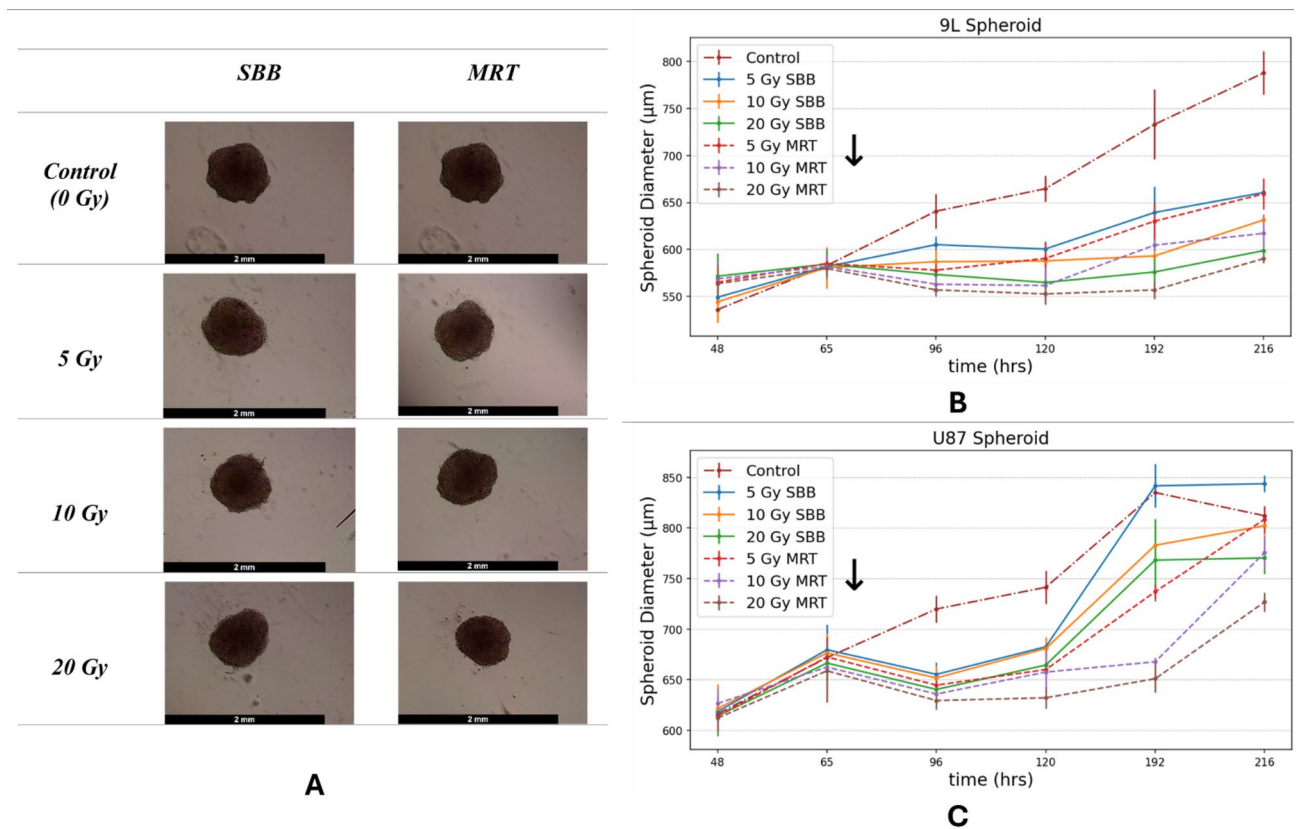 SBB MRT
Control
(0 Gy)
5 Gy
2 mm 2 mm
10 Gy
2 mm 2 mm
20 Gy
2 mm 2 mm
2 mm 2 mm
A
9L Spheroid
Control
5 Gy SBB
10 Gy SBB
20 Gy SBB
5 Gy MRT
10 Gy MRT
20 Gy MRT
Spheroid Diameter (μm)
800
750
700
650
600
550
48 65 96 120 192 216
time (hrs)
B
U87 Spheroid
Control
5 Gy SBB
10 Gy SBB
20 Gy SBB
5 Gy MRT
10 Gy MRT
20 Gy MRT
Spheroid Diameter (μm)
850
800
750
700
650
600
48 65 96 120 192 216
time (hrs)
C